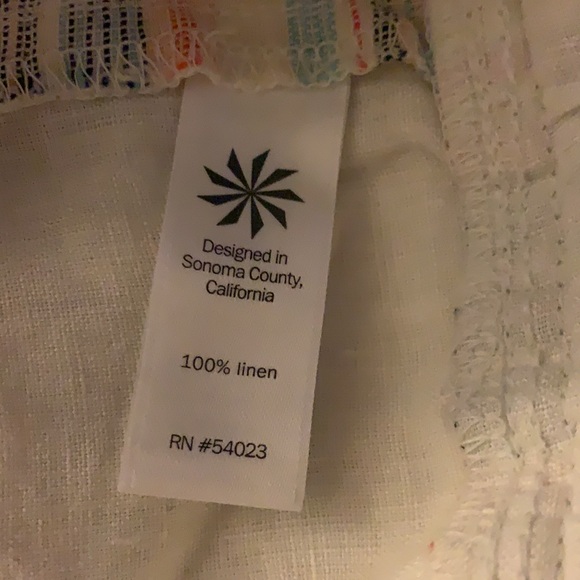 Designed in
Sonoma County,
California
100% linen
RN #54023